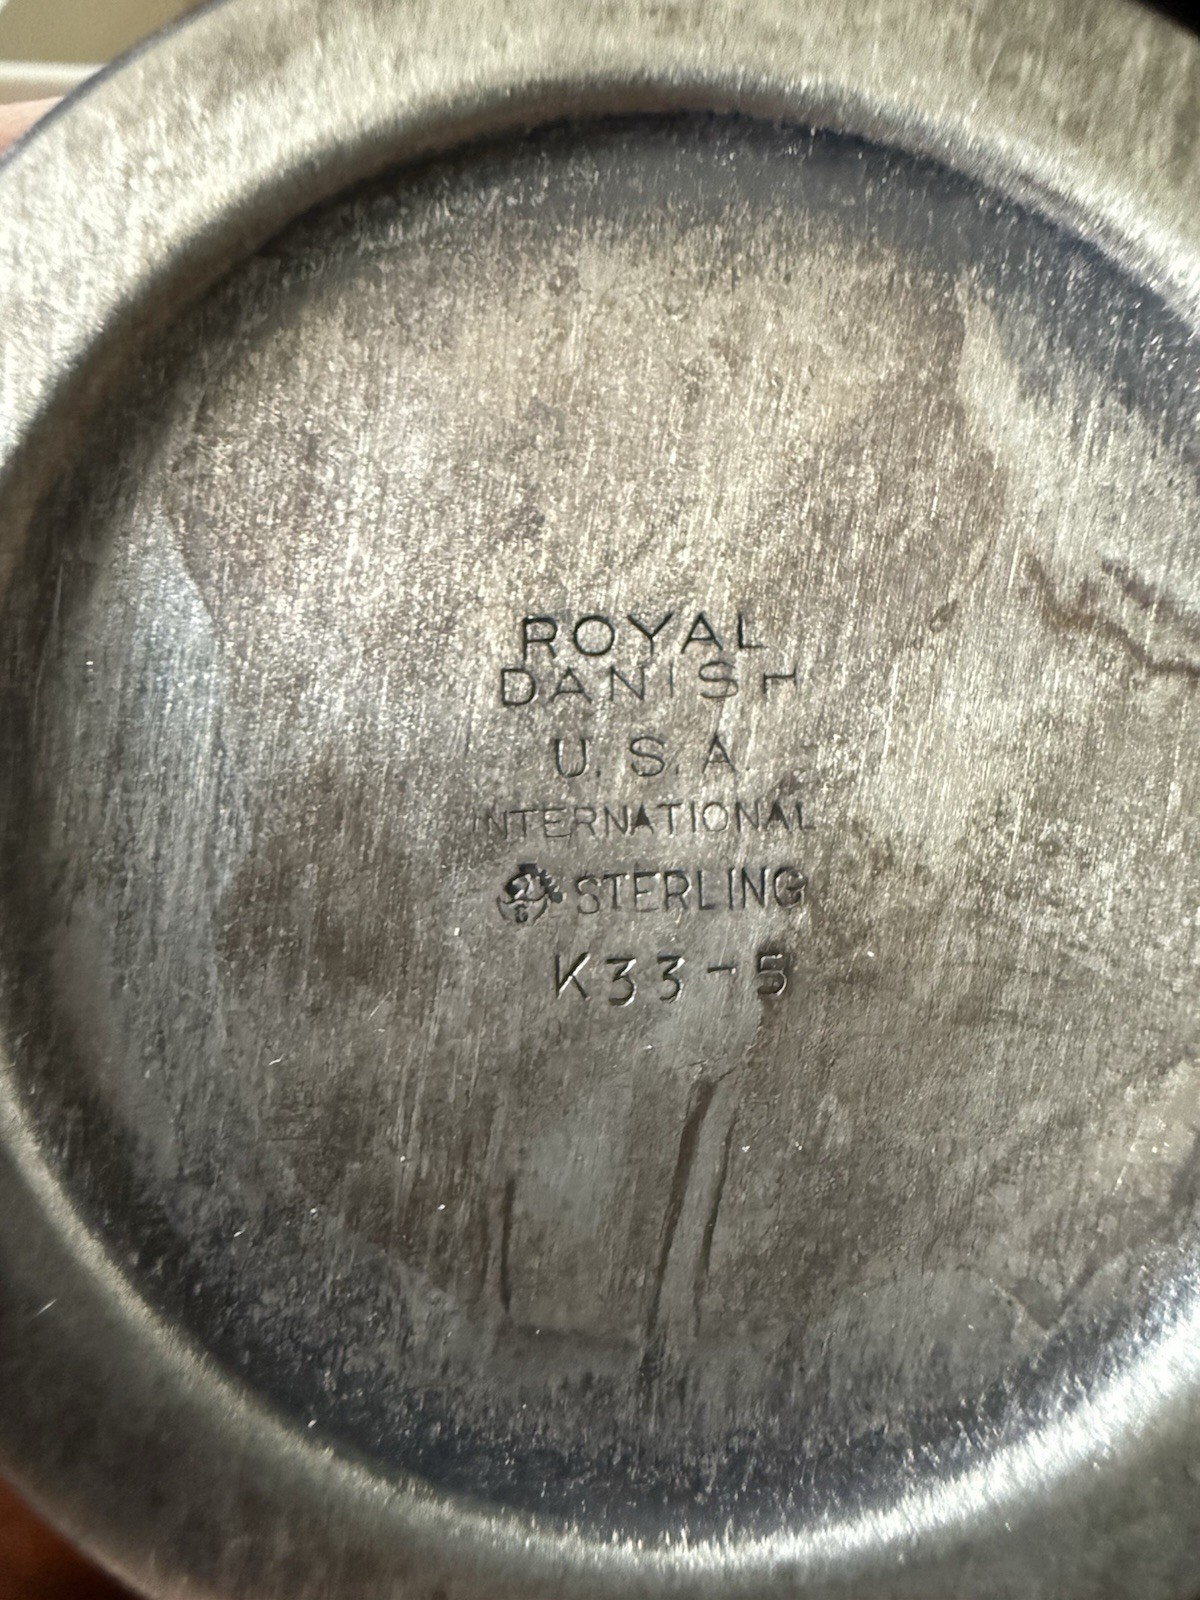 ROYAL
DANISH
U.S.A.
INTERNATIONAL
STERLING
K33-5